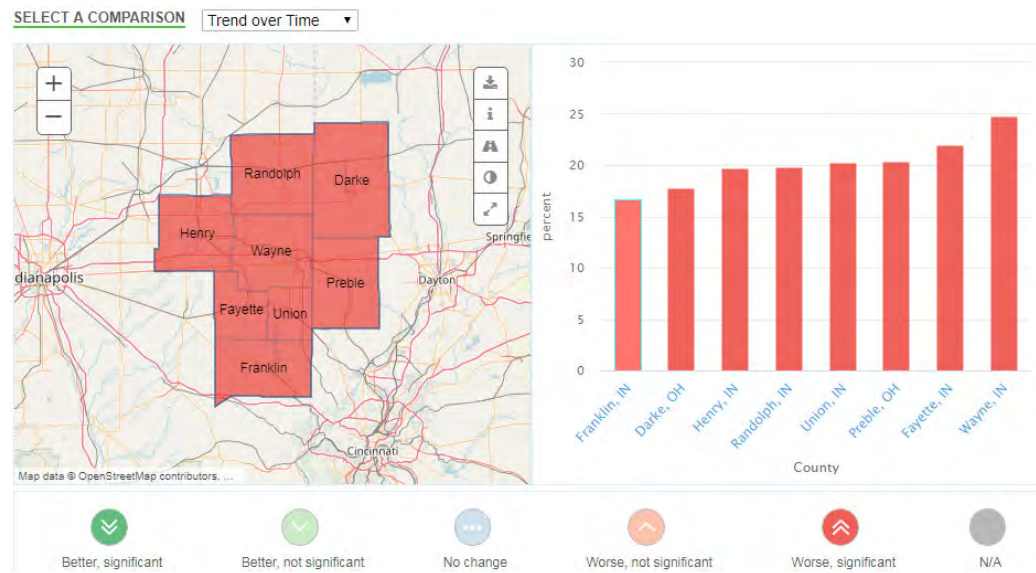 SELECT A COMPARISON
Trend over Time
+
−
i
Randolph
Darke
Henry
Wayne
Springfie
dianapolis
Preble
Dayton
Fayette
Union
Franklin
Cincinnati
Map data © OpenStreetMap contributors, ...
30
25
20
15
10
5
0
percent
Franklin, IN
Darke, OH
Henry, IN
Randolph, IN
Union, IN
Preble, OH
Fayette, IN
Wayne, IN
County
Better, significant
Better, not significant
No change
Worse, not significant
Worse, significant
N/A